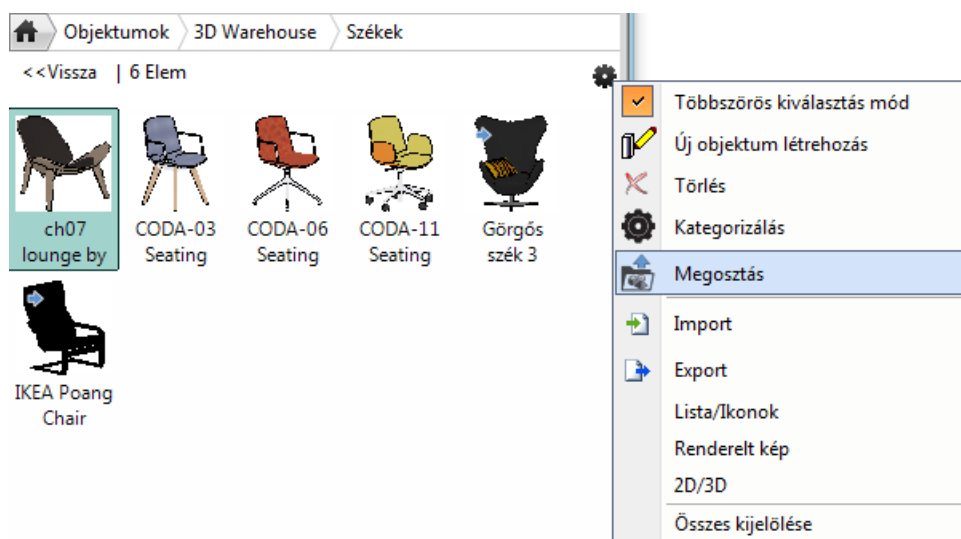 Objektumok 3D Warehouse Székek
<<Vissza | 6 Elem
ch07
lounge by
CODA-03
Seating
CODA-06
Seating
CODA-11
Seating
Görgős
szék 3
IKEA Poang
Chair
Többszörös kiválasztás mód
Új objektum létrehozás
Törlés
Kategorizálás
Megosztás
Import
Export
Lista/Ikonok
Renderelt kép
2D/3D
Összes kijelölése